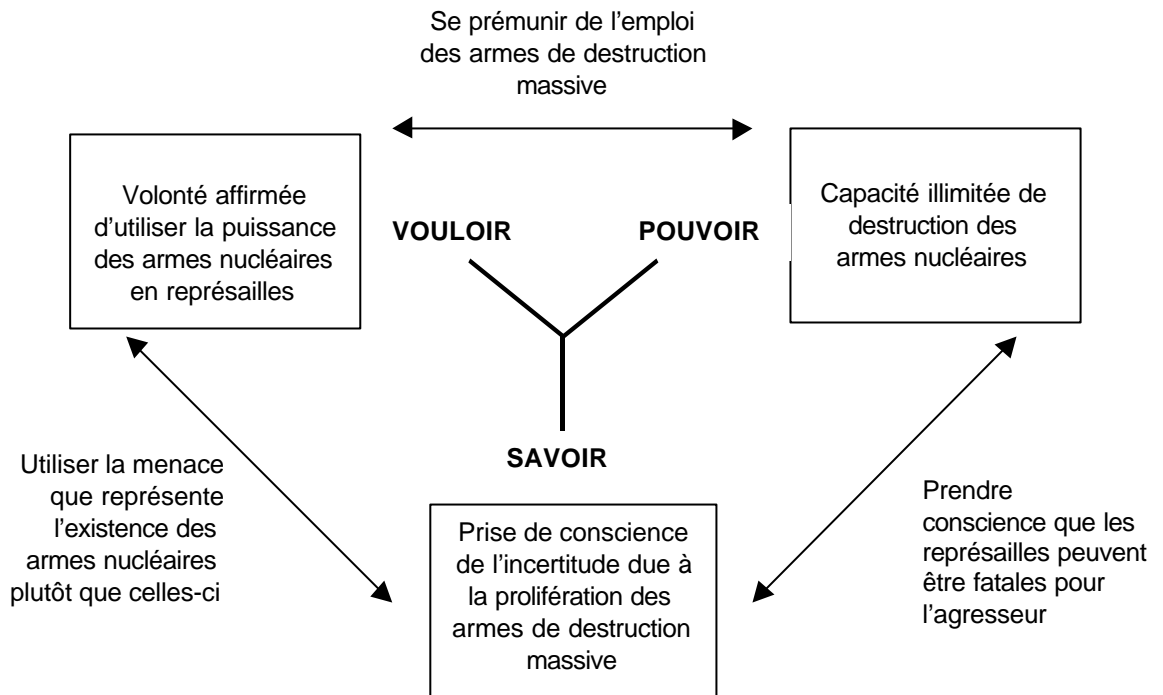 Se prémunir de l’emploi
des armes de destruction
massive
Volonté affirmée
d’utiliser la puissance
des armes nucléaires
en représailles
VOULOIR
POUVOIR
Capacité illimitée de
destruction des
armes nucléaires
SAVOIR
Utiliser la menace
que représente
l’existence des
armes nucléaires
plutôt que celles-ci
Prise de conscience
de l’incertitude due à
la prolifération des
armes de destruction
massive
Prendre
conscience que les
représailles peuvent
être fatales pour
l’agresseur